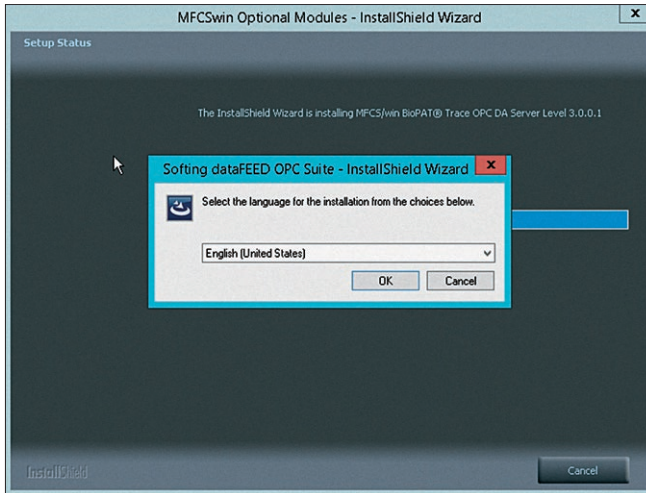 MFCSwin Optional Modules - InstallShield Wizard
x
Setup Status
The InstallShield Wizard is installing MFCS/win BioPAT® Trace OPC DA Server Level 3.0.0.1
Softing dataFEED OPC Suite - InstallShield Wizard
x
Select the language for the installation from the choices below.
English (United States)
OK Cancel
InstallShield
Cancel